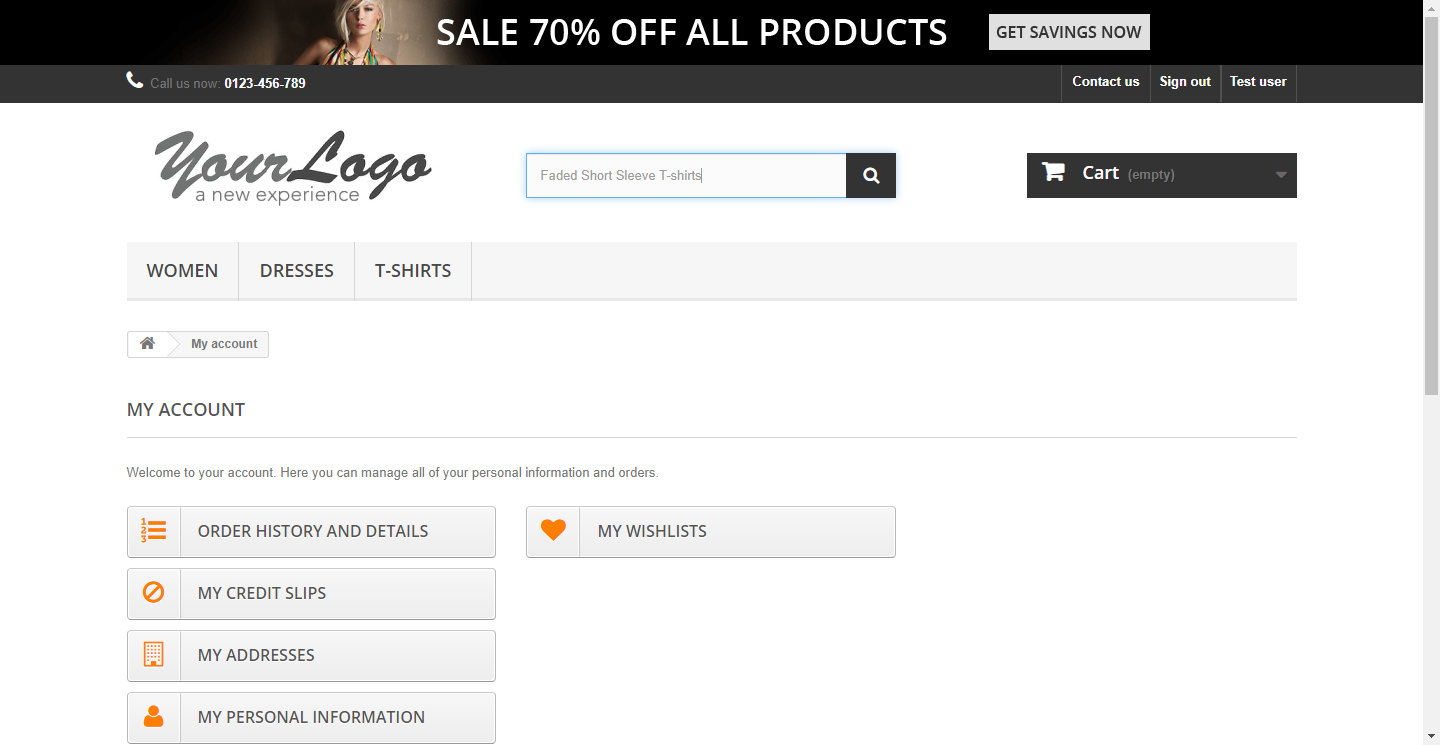 SALE 70% OFF ALL PRODUCTS GET SAVINGS NOW
Call us now: 0123-456-789 Contact us Sign out Test user
YourLogo
a new experience
Faded Short Sleeve T-shirts
Cart (empty)
WOMEN DRESSES T-SHIRTS
My account
MY ACCOUNT
Welcome to your account. Here you can manage all of your personal information and orders.
ORDER HISTORY AND DETAILS
MY WISHLISTS
MY CREDIT SLIPS
MY ADDRESSES
MY PERSONAL INFORMATION